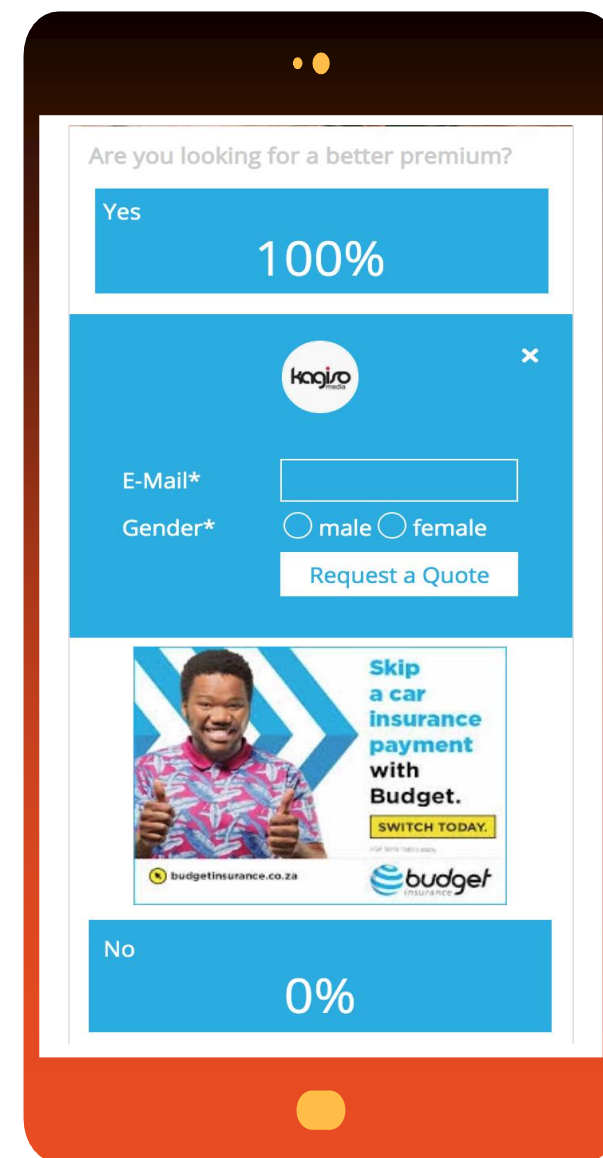 Are you looking for a better premium?
Yes
100%
kagiso
media
E-Mail*
Gender* male female
Request a Quote
Skip
a car
insurance
payment
with
Budget.
SWITCH TODAY.
budgetinsurance.co.za
budget
insurance
No
0%